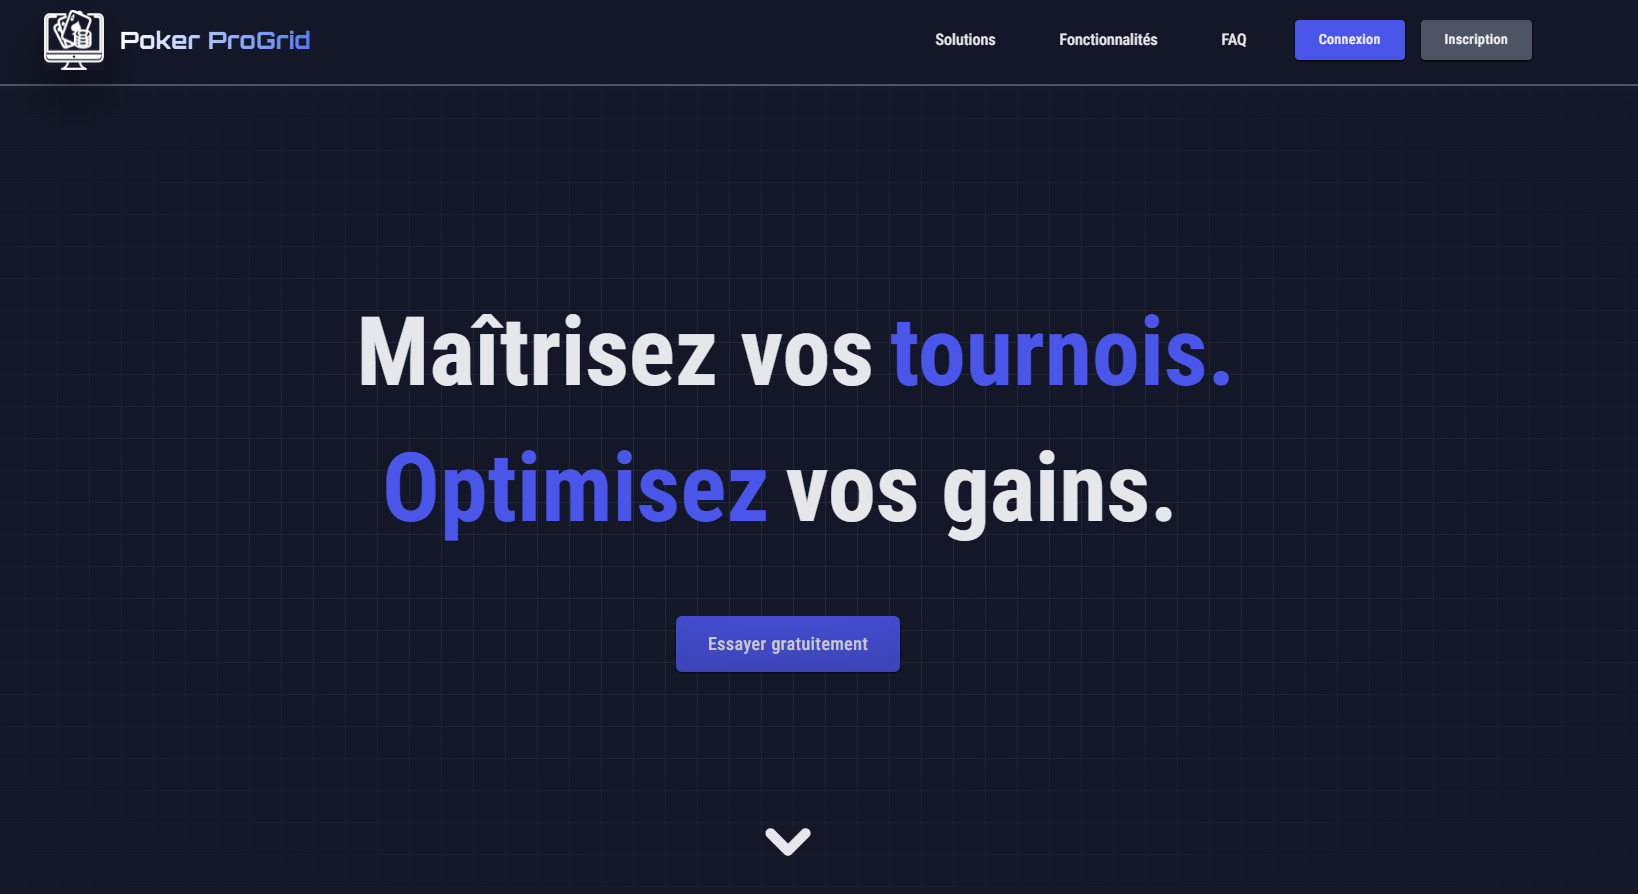 Poker ProGrid
Solutions
Fonctionnalités
FAQ
Connexion
Inscription
Maîtrisez vos tournois.
Optimisez vos gains.
Essayer gratuitement